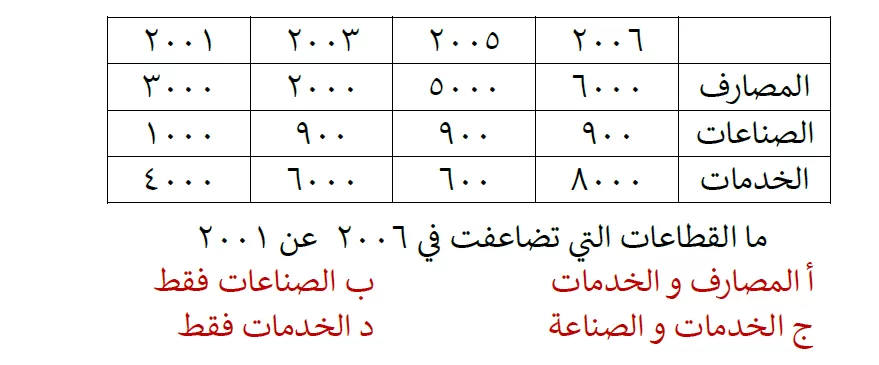 ٢٠٠٦ ٢٠٠٥ ٢٠٠٣ ٢٠٠١
المصارف ٦٠٠٠ ٥٠٠٠ ٢٠٠٠ ٣٠٠٠
الصناعات ٩٠٠ ٩٠٠ ٩٠٠ ١٠٠٠
الخدمات ٨٠٠٠ ٦٠٠ ٦٠٠٠ ٤٠٠٠
ما القطاعات التي تضاعفت في ٢٠٠٦ عن ٢٠٠١
أ المصارف و الخدمات ب الصناعات فقط
ج الخدمات و الصناعة د الخدمات فقط